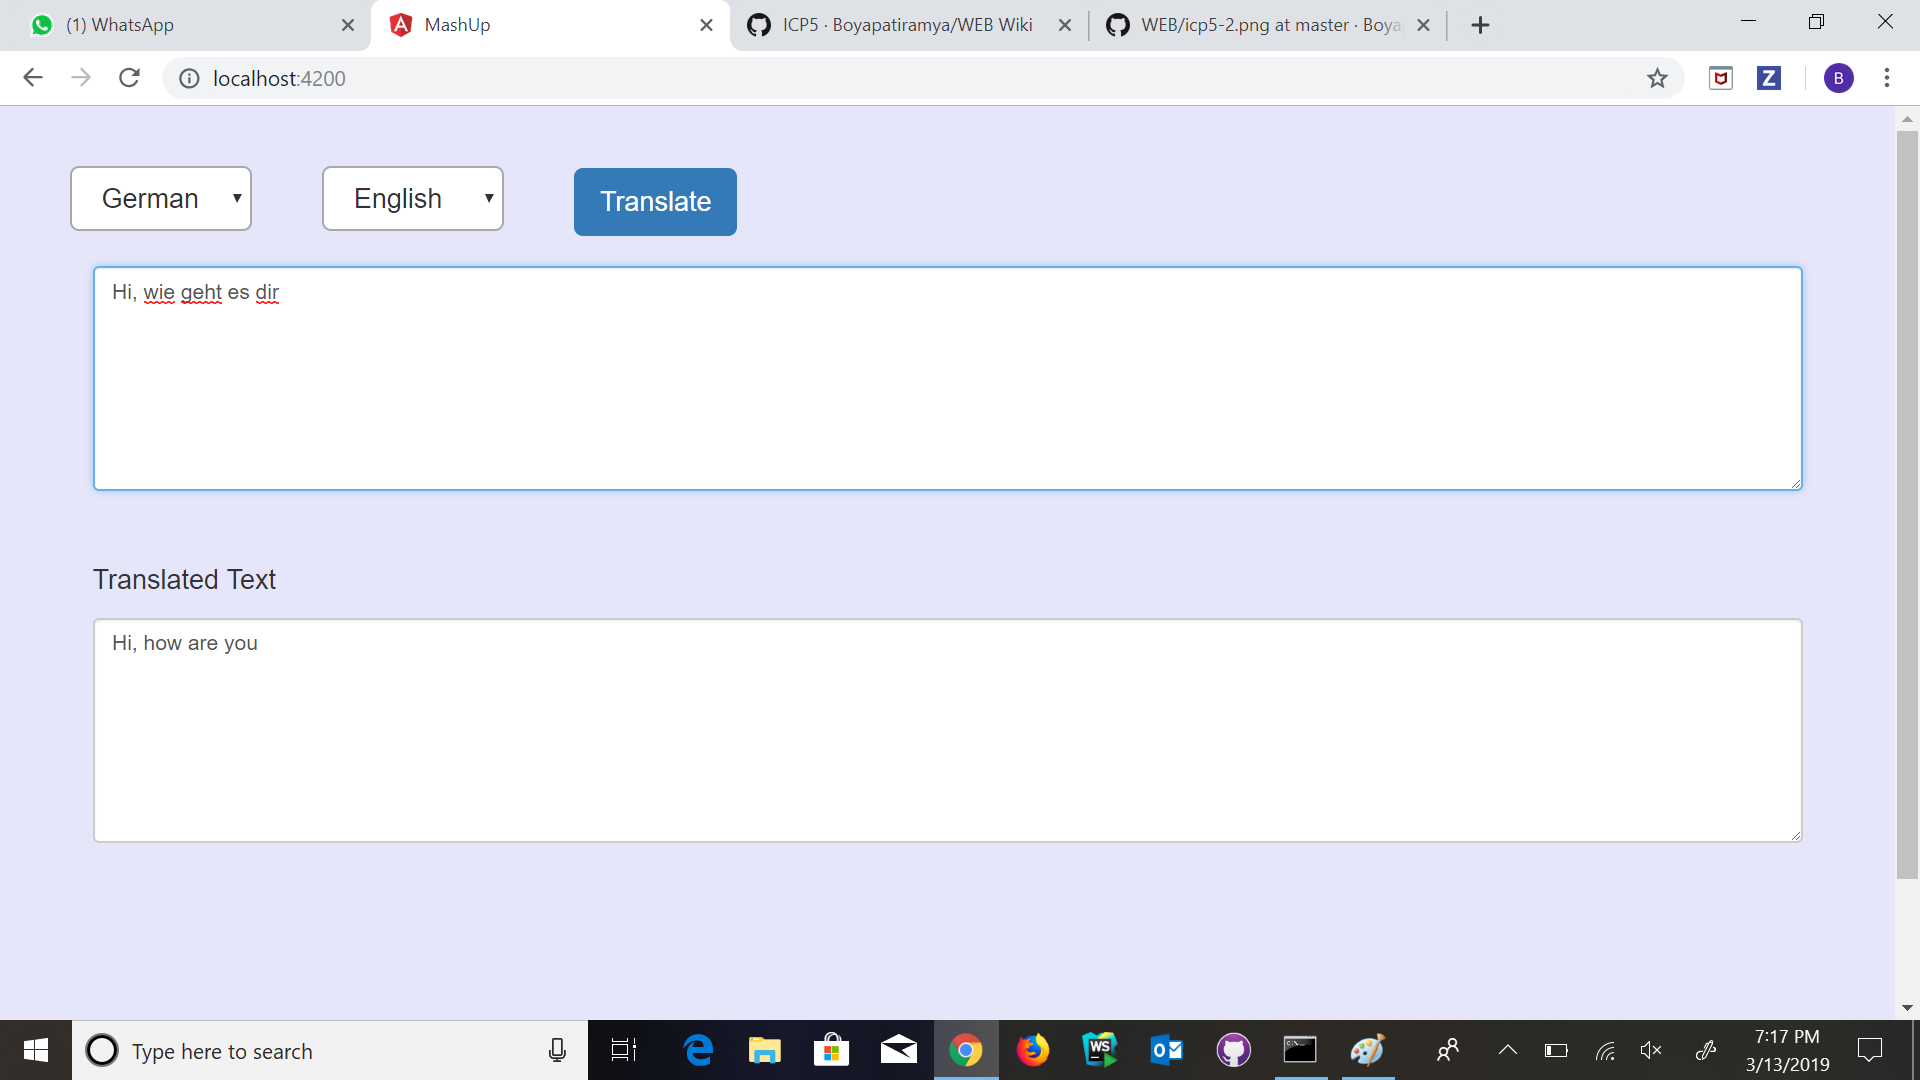 (1) WhatsApp
MashUp
ICP5 · Boyapatiramya/WEB Wiki
WEB/icp5-2.png at master · Boya
localhost:4200
Z
B
German
English
Translate
Hi, wie geht es dir
Translated Text
Hi, how are you
Type here to search
WS
7:17 PM
3/13/2019